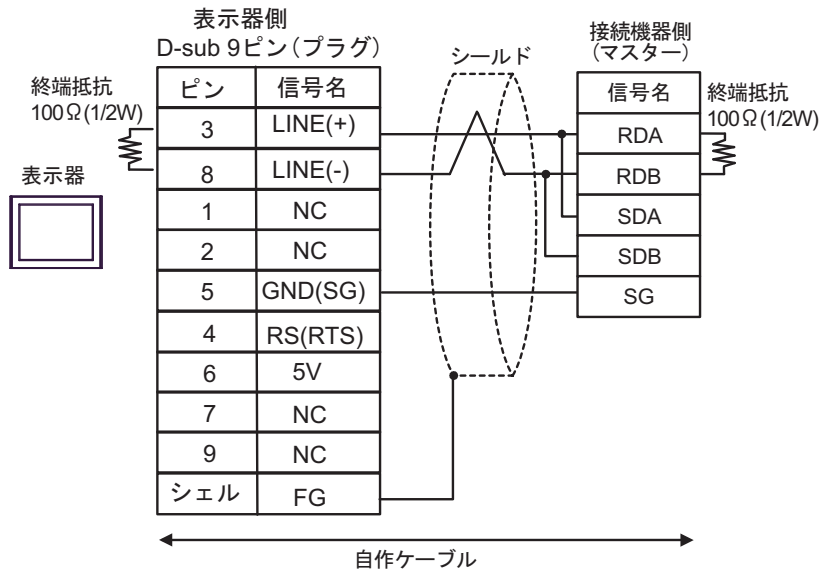 表示器側
D-sub 9ピン(プラグ)
シールド
接続機器側
(マスター)
終端抵抗
100Ω(1/2W)
表示器
ピン 信号名
3 LINE(+)
8 LINE(-)
1 NC
2 NC
5 GND(SG)
4 RS(RTS)
6 5V
7 NC
9 NC
シェル FG
信号名
RDA
RDB
SDA
SDB
SG
終端抵抗
100Ω(1/2W)
自作ケーブル